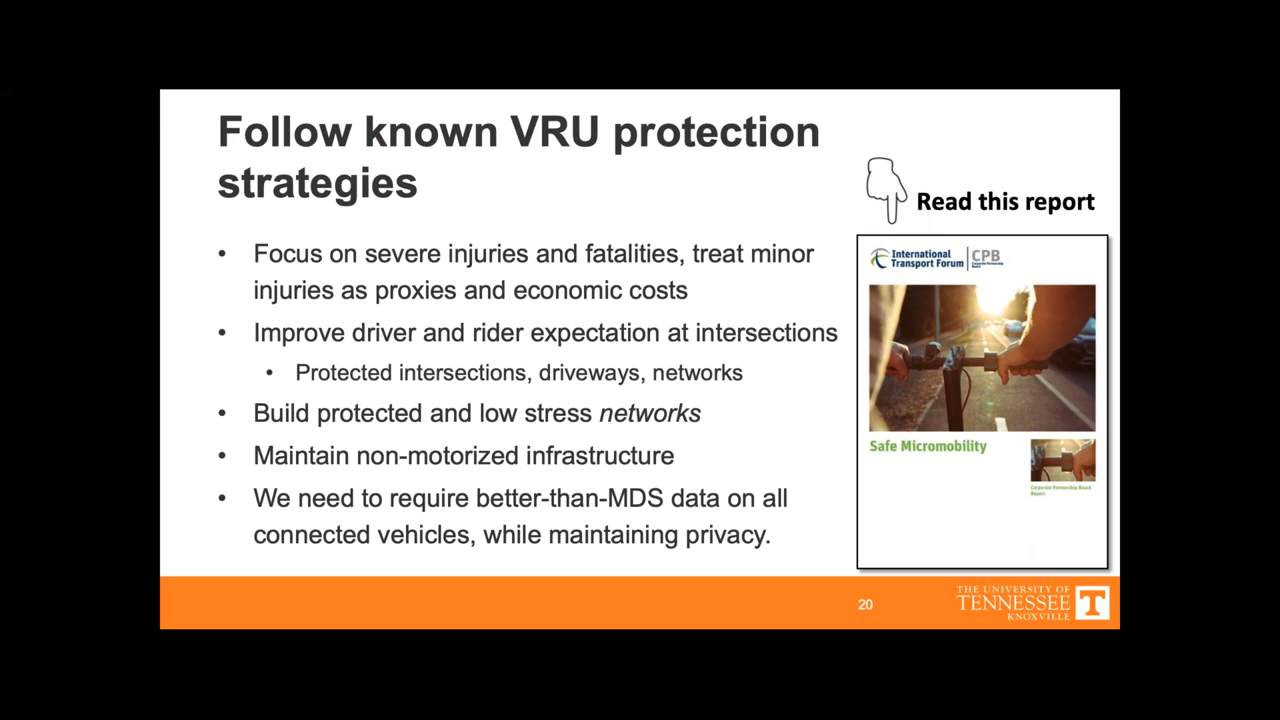 Follow known VRU protection
strategies
Read this report
• Focus on severe injuries and fatalities, treat minor
injuries as proxies and economic costs
• Improve driver and rider expectation at intersections
• Protected intersections, driveways, networks
• Build protected and low stress networks
• Maintain non-motorized infrastructure
• We need to require better-than-MDS data on all
connected vehicles, while maintaining privacy.
International
Transport Forum
CPB
Corporate Partnership
Board
Safe Micromobility
Corporate Partnership Board
Report
20
THE UNIVERSITY OF
TENNESSEE
KNOXVILLE
T